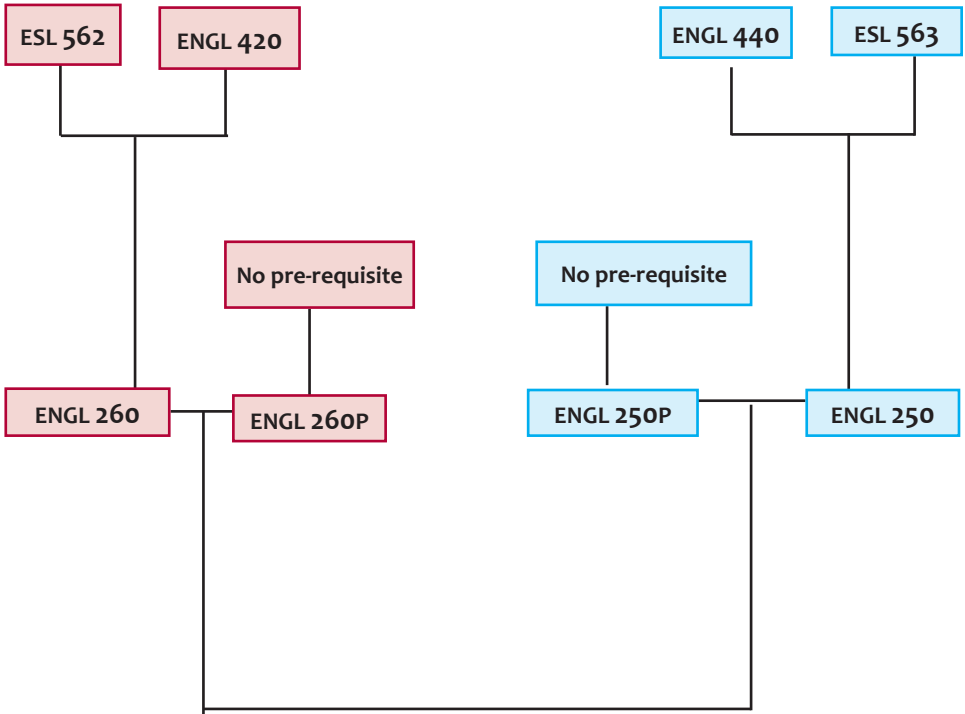 ESL 562
ENGL 420
ENGL 440
ESL 563
No pre-requisite
No pre-requisite
ENGL 260
ENGL 260P
ENGL 250P
ENGL 250